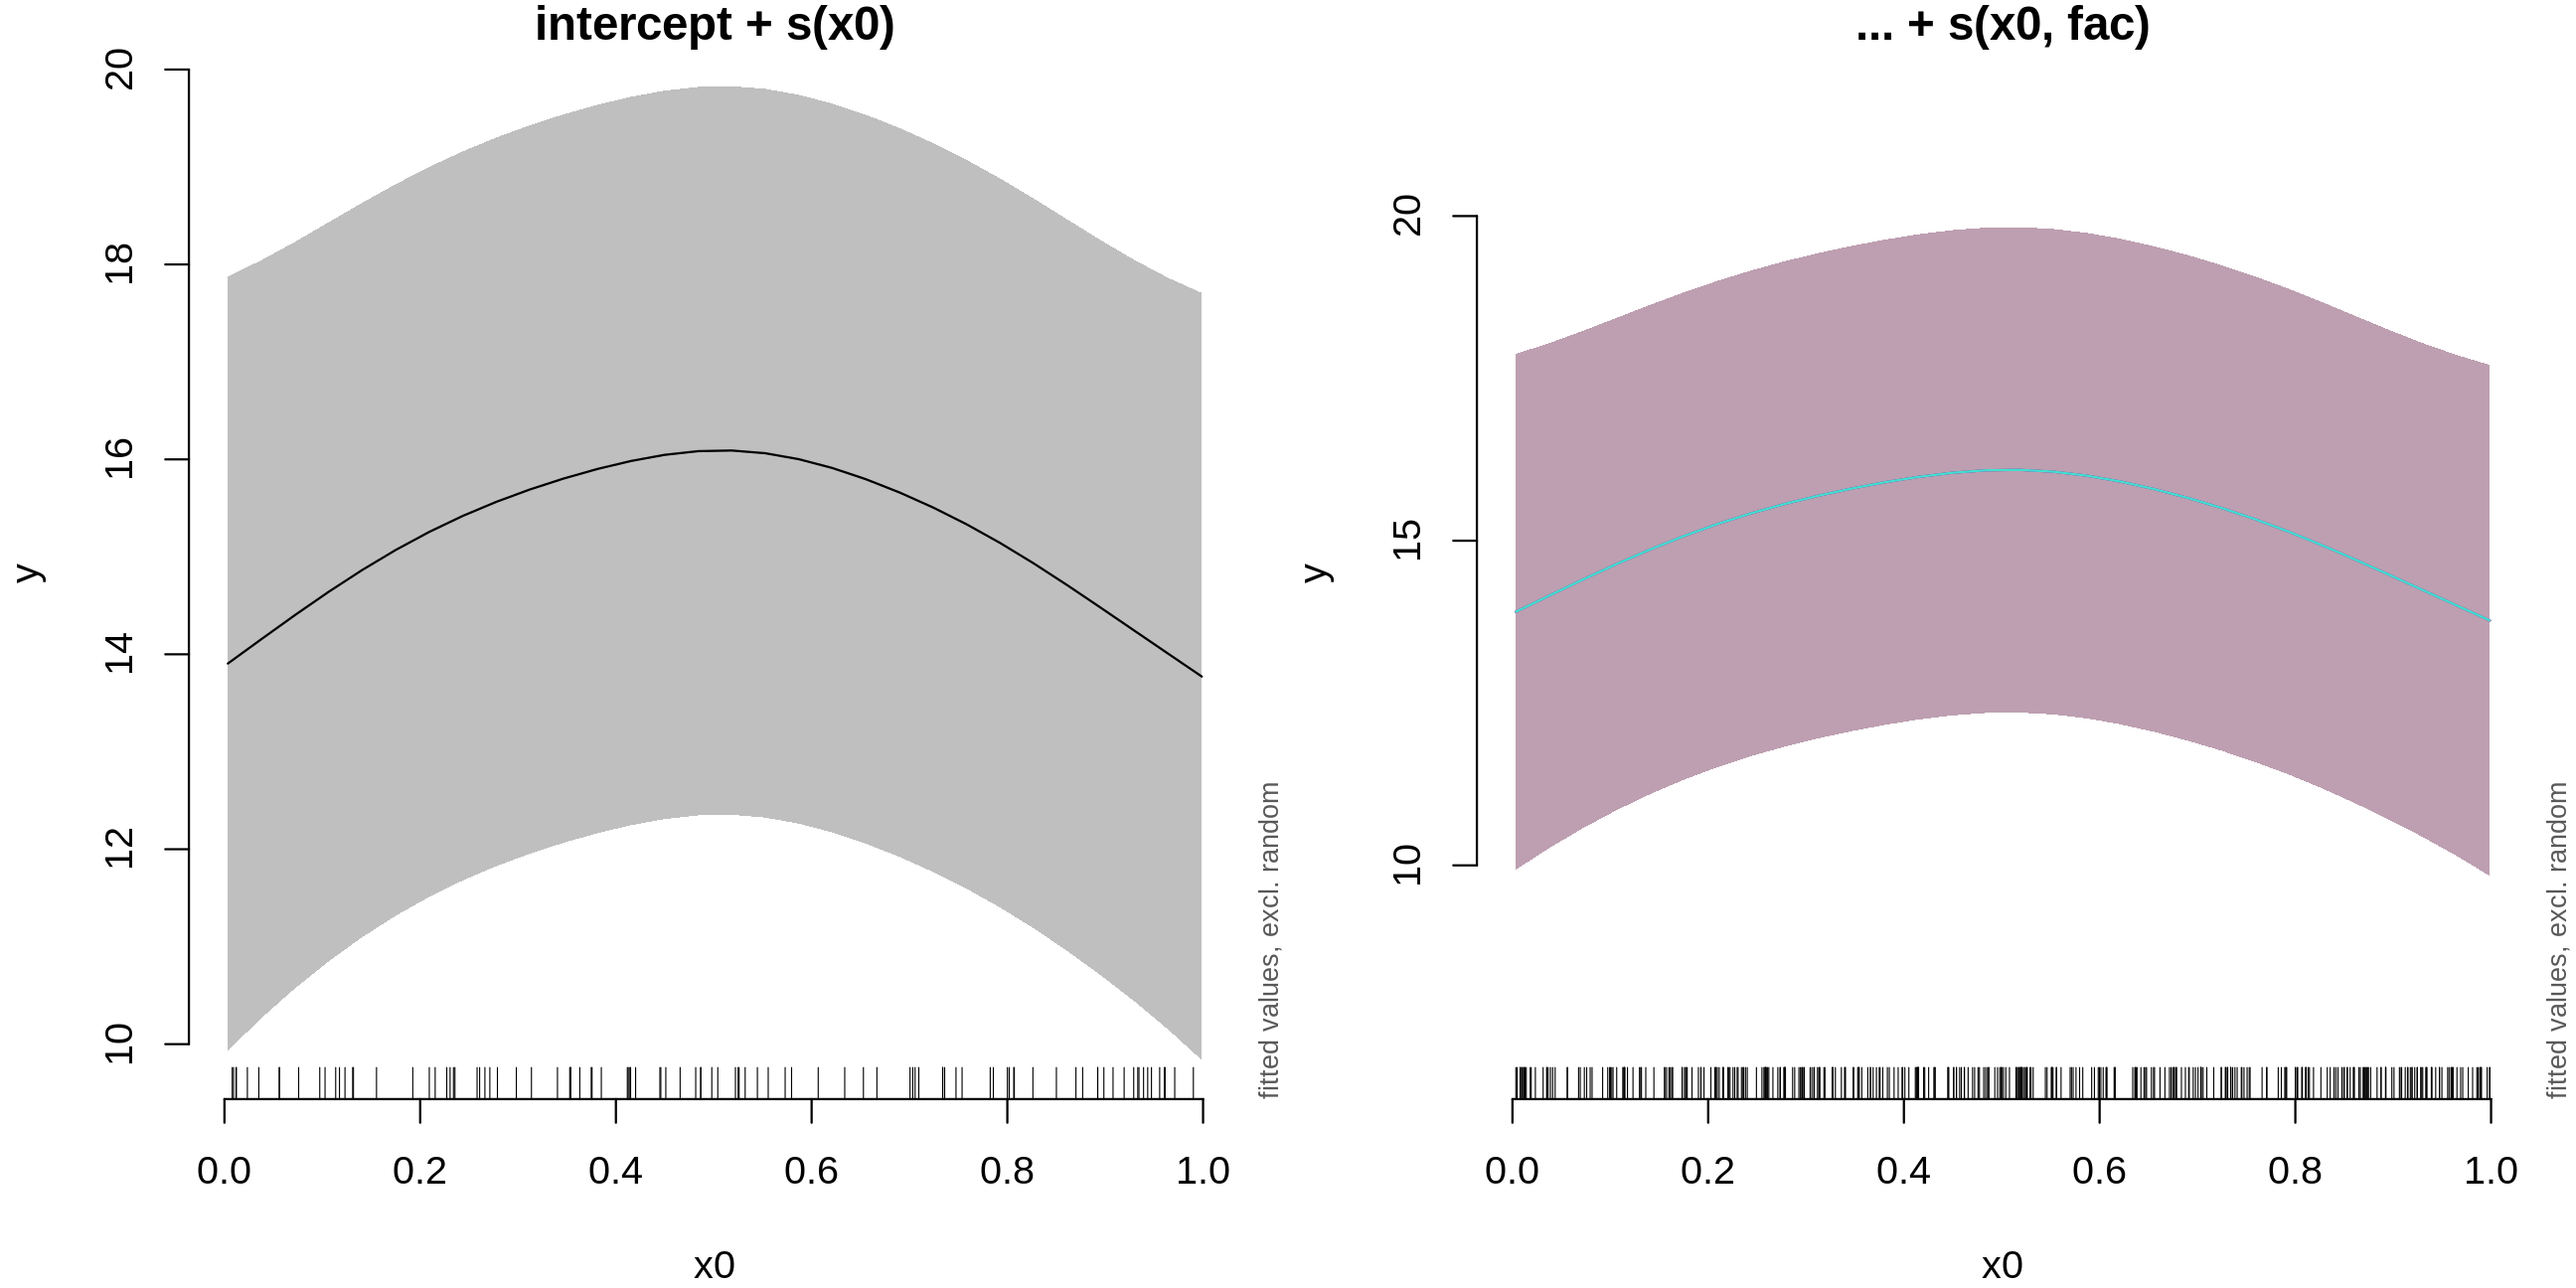 intercept + s(x0)
20
18
16
14
12
10
y
0.0 0.2 0.4 0.6 0.8 1.0
x0
fitted values, excl. random
... + s(x0, fac)
20
15
10
y
0.0 0.2 0.4 0.6 0.8 1.0
x0
fitted values, excl. random